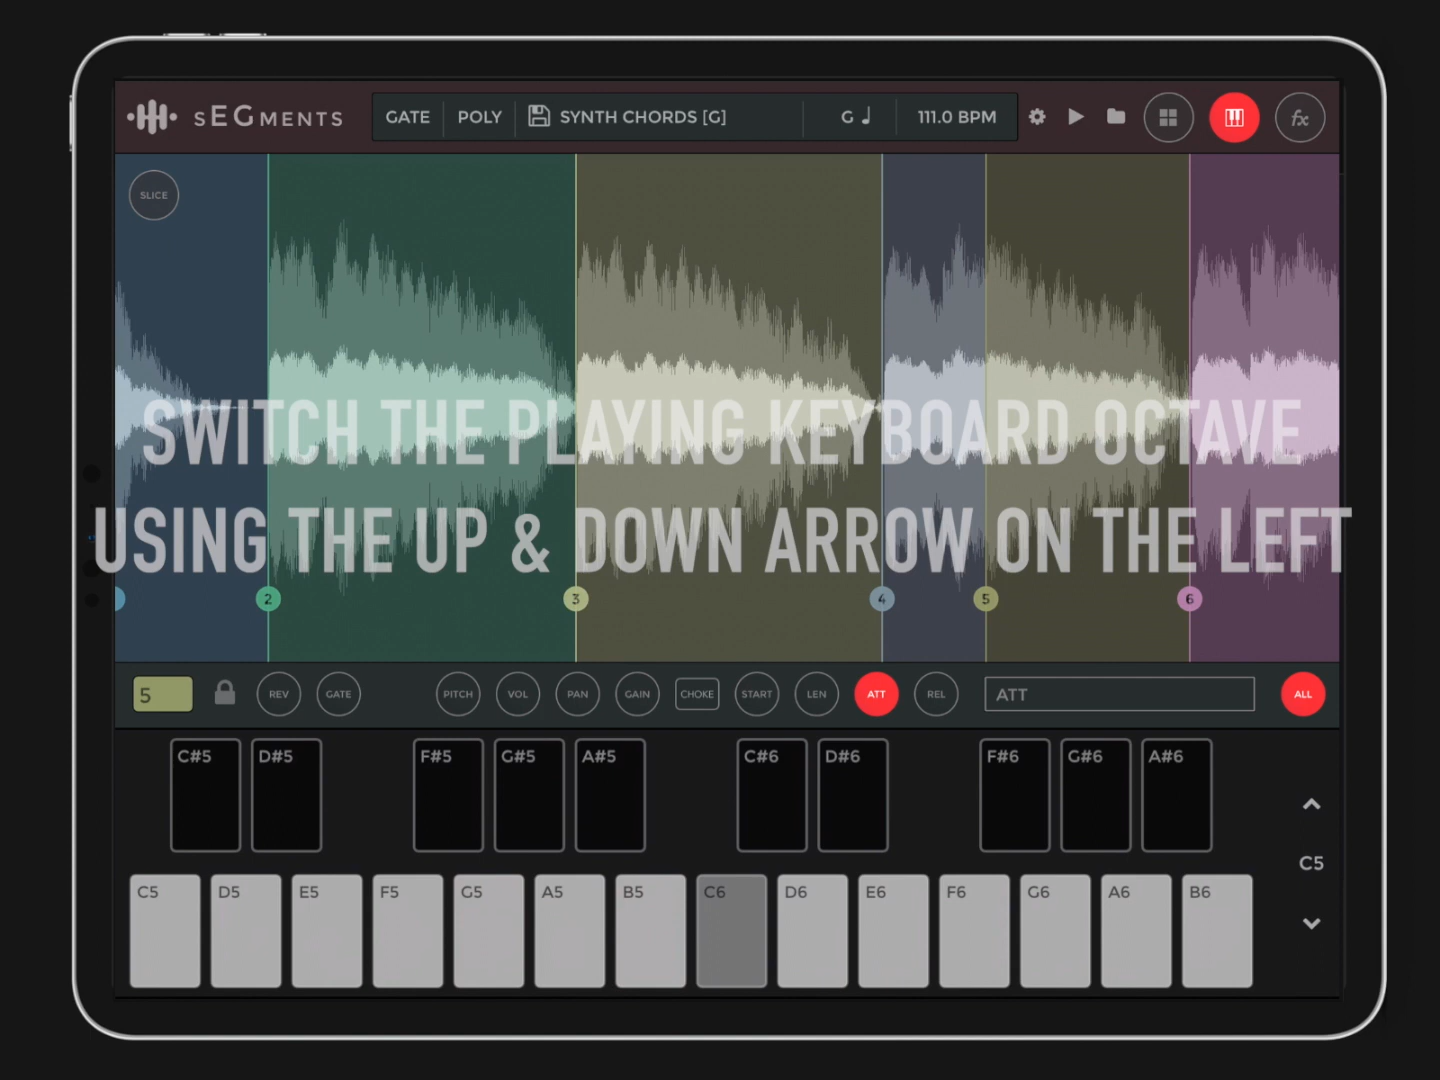 sEGMENTS
GATE POLY SYNTH CHORDS [G] G 111.0 BPM fx
SLICE
SWITCH THE PLAYING KEYBOARD OCTAVE
USING THE UP & DOWN ARROW ON THE LEFT
2 3 4 5 6
5 REV GATE PITCH VOL PAN GAIN CHOKE START LEN ATT REL ATT ALL
C#5 D#5 F#5 G#5 A#5 C#6 D#6 F#6 G#6 A#6
C5
C5 D5 E5 F5 G5 A5 B5 C6 D6 E6 F6 G6 A6 B6